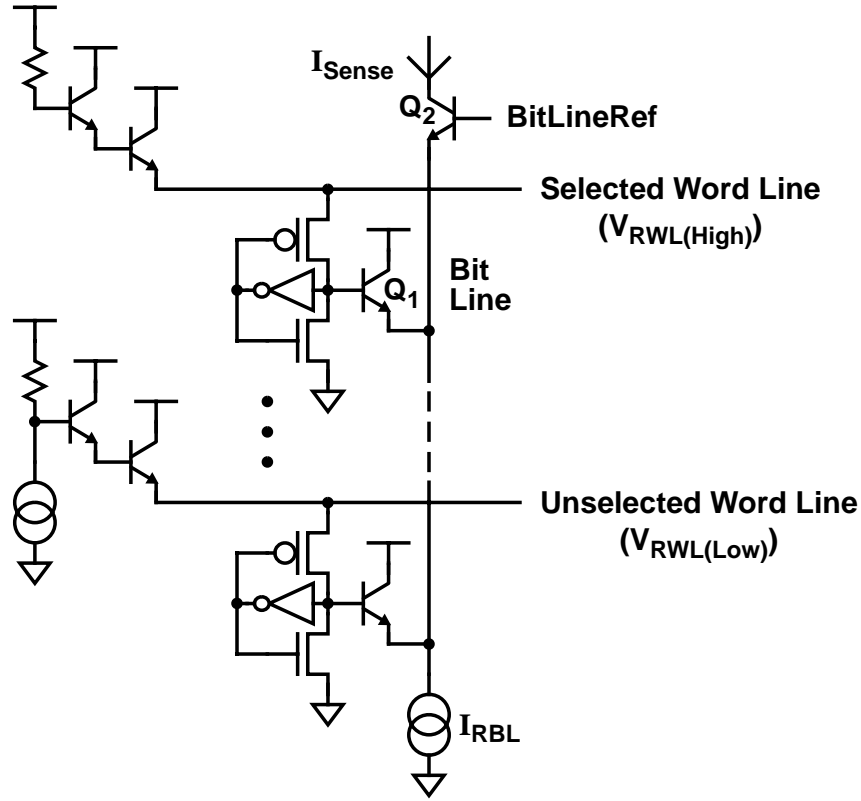 I_Sense
Q_2
BitLineRef
Selected Word Line
(V_RWL(High))
Bit
Line
Q_1
Unselected Word Line
(V_RWL(Low))
I_RBL